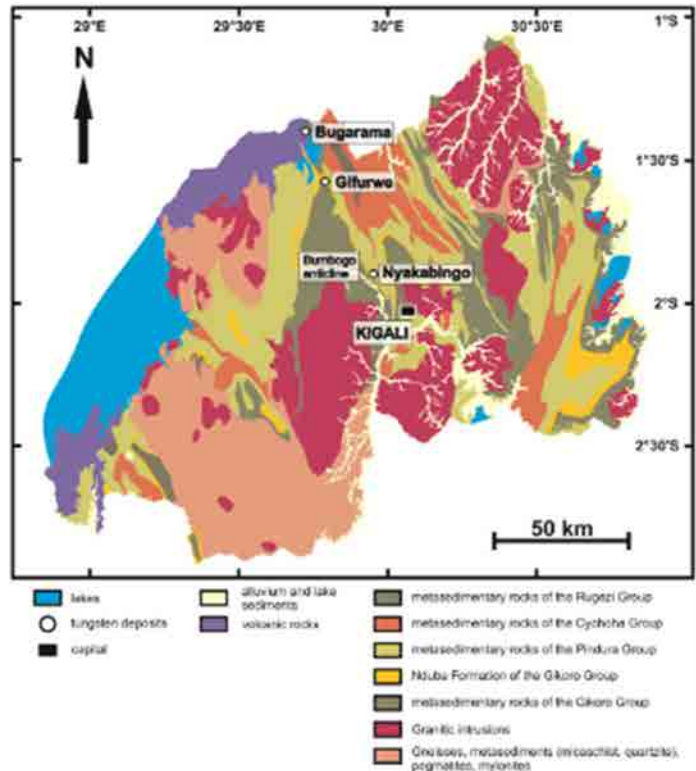 29°E 29°30'E 30°E 30°30'E
1°S
N
Bugarama
1°30'S
Gifurwe
Bumbogo
anticline
Nyakabingo
2°S
KIGALI
2°30'S
50 km
lakes
tungsten deposits
capital
alluvium and lake
sediments
volcanic rocks
metasedimentary rocks of the Rugezi Group
metasedimentary rocks of the Cyohoha Group
metasedimentary rocks of the Pindura Group
Nduba Formation of the Gikoro Group
metasedimentary rocks of the Gikoro Group
Granitic intrusions
Gneisses, metasediments (micaschist, quartzite),
pegmatites, mylonites